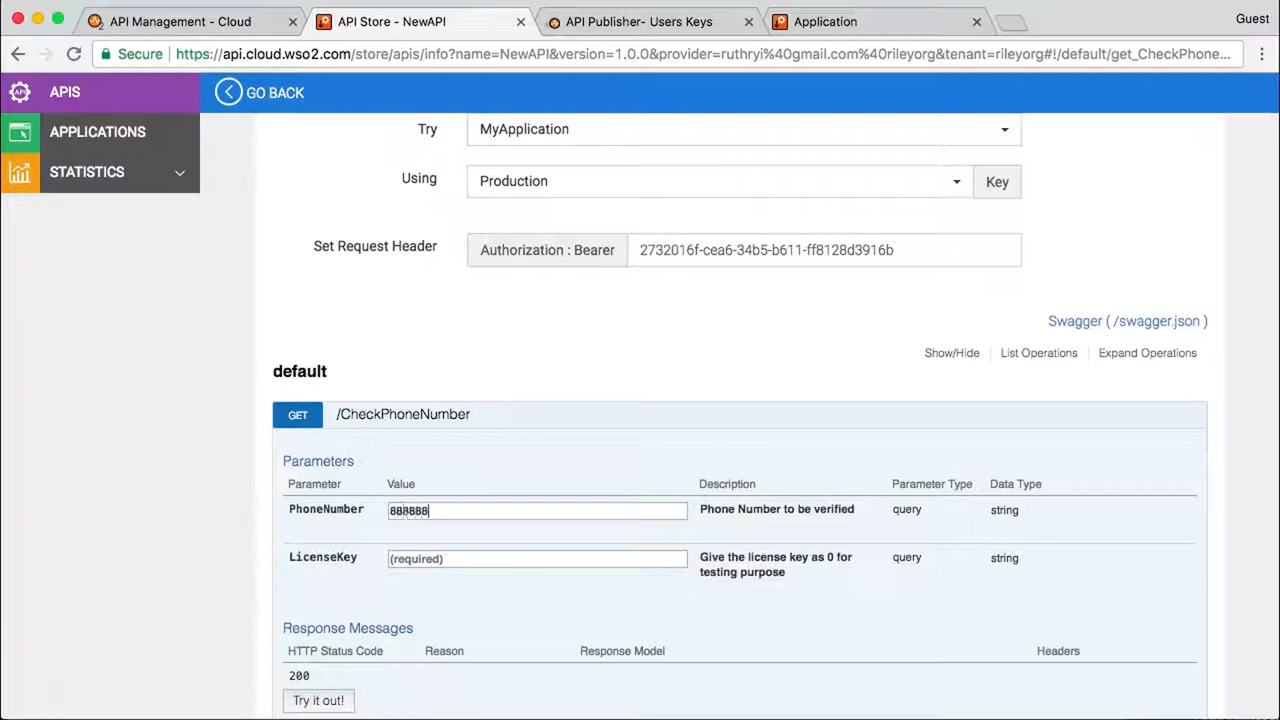 API Management - Cloud
API Store - NewAPI
API Publisher- Users Keys
Application
Guest
Secure
https://api.cloud.wso2.com/store/apis/info?name=NewAPI&version=1.0.0&provider=ruthryi%40gmail.com%40rileyorg&tenant=rileyorg#!/default/get_CheckPhone...
APIS
GO BACK
APPLICATIONS
STATISTICS
Try
MyApplication
Using
Production
Key
Set Request Header
Authorization : Bearer
2732016f-cea6-34b5-b611-ff8128d3916b
Swagger ( /swagger.json )
Show/Hide
List Operations
Expand Operations
default
GET
/CheckPhoneNumber
Parameters
Parameter
Value
Description
Parameter Type
Data Type
PhoneNumber
888888
Phone Number to be verified
query
string
LicenseKey
(required)
Give the license key as 0 for
testing purpose
query
string
Response Messages
HTTP Status Code
Reason
Response Model
Headers
200
Try it out!